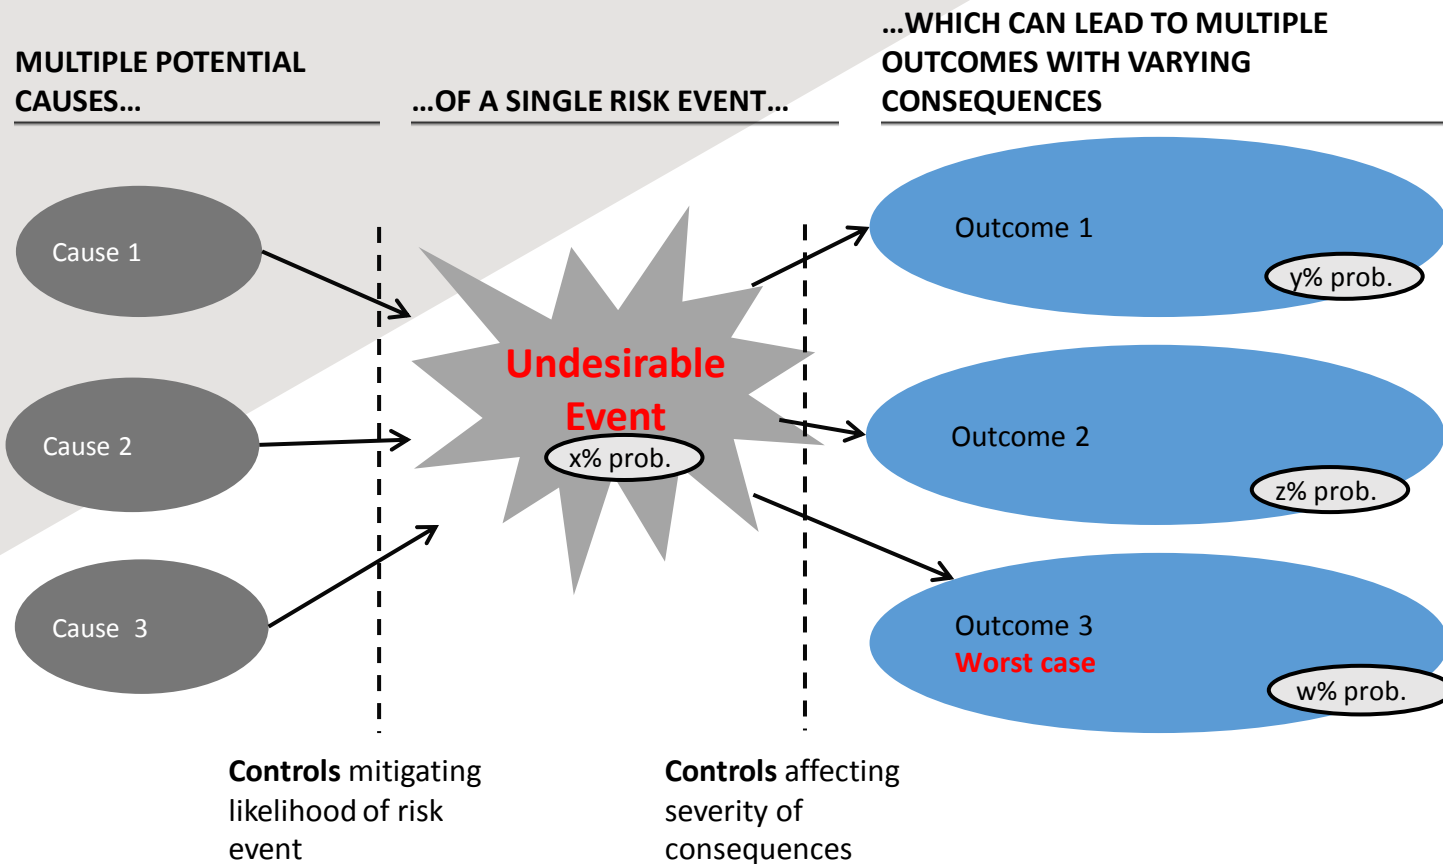 MULTIPLE POTENTIAL
CAUSES…
…OF A SINGLE RISK EVENT…
…WHICH CAN LEAD TO MULTIPLE
OUTCOMES WITH VARYING
CONSEQUENCES
Cause 1
Cause 2
Cause 3
Undesirable
Event
x% prob.
Outcome 1
y% prob.
Outcome 2
z% prob.
Outcome 3
Worst case
w% prob.
Controls mitigating
likelihood of risk
event
Controls affecting
severity of
consequences